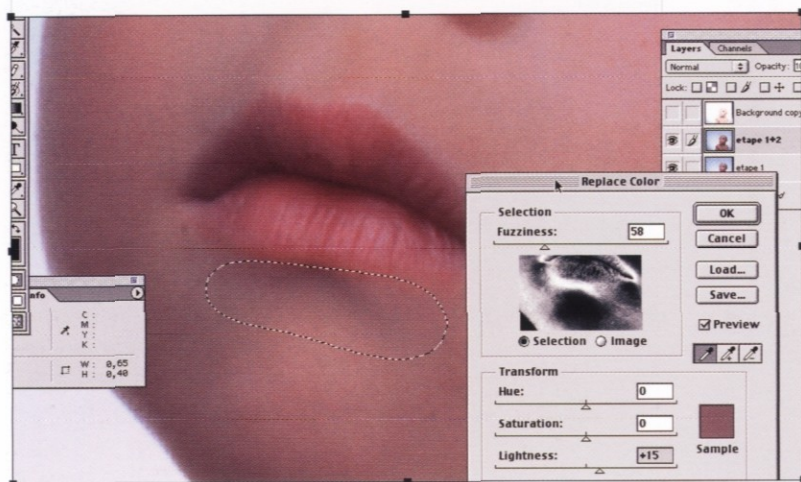 Layers Channels
Normal Opacity:
Lock:
Background copy
etape 1+2
etape 1
Replace Color
Selection
Fuzziness: 58
OK
Cancel
Load...
Save...
Preview
Selection Image
Transform
Hue: 0
Saturation: 0
Lightness: +15
Sample
nfo
C :
M :
Y :
K :
W : 0,65
H : 0,40